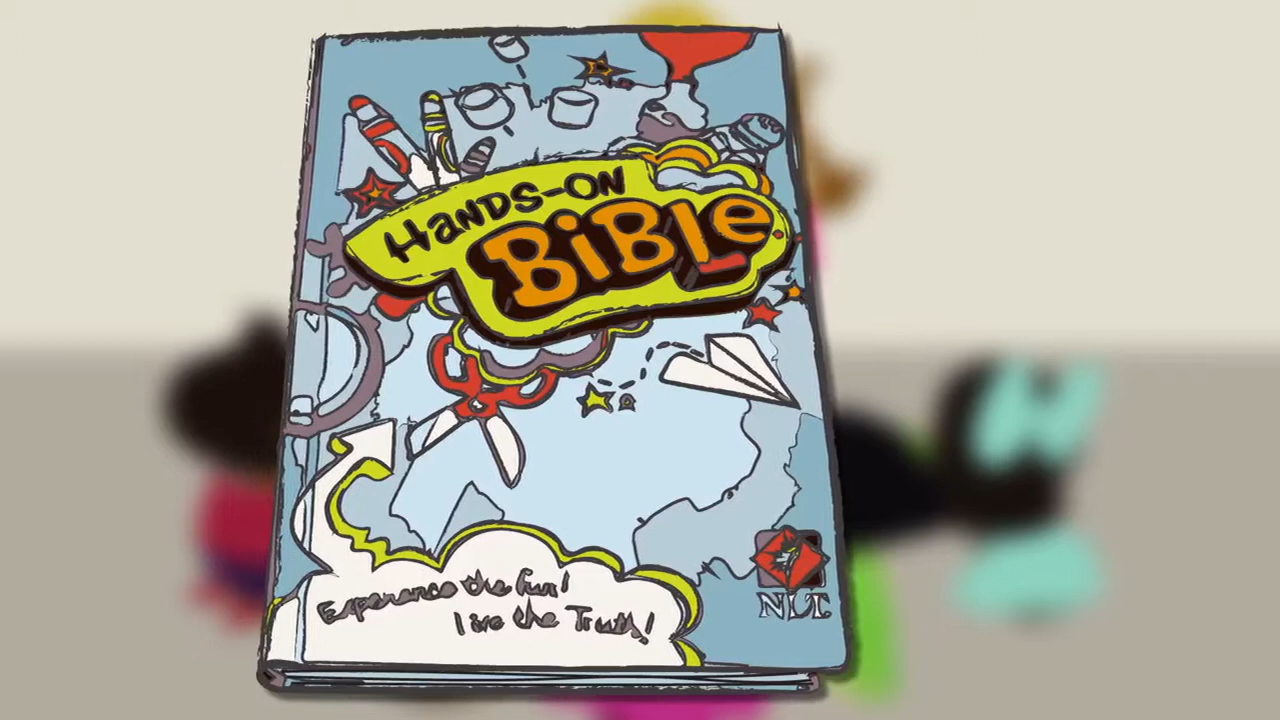 Hands-On
Bible
Experience the fun!
Live the Truth!
NLT